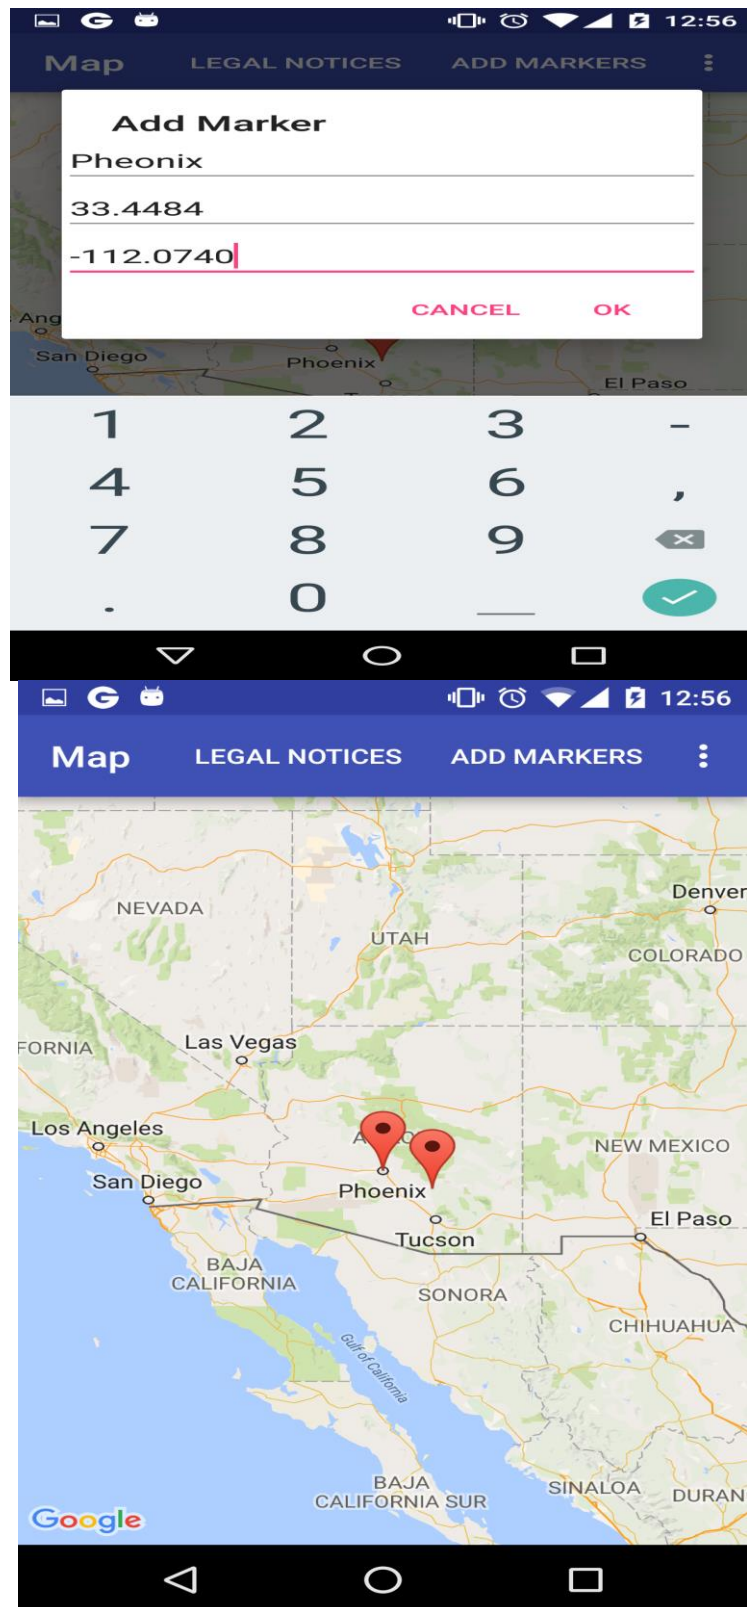 12:56
Map LEGAL NOTICES ADD MARKERS
Add Marker
Pheonix
33.4484
-112.0740
CANCEL OK
Ang
San Diego
Phoenix
El Paso
1 2 3 -
4 5 6 ,
7 8 9
. 0
G 12:56
Map LEGAL NOTICES ADD MARKERS
Denver
NEVADA
UTAH
COLORADO
Las Vegas
FORNIA
Los Angeles
NEW MEXICO
San Diego
Phoenix
El Paso
Tucson
BAJA
CALIFORNIA
SONORA
CHIHUAHUA
Gulf of California
BAJA
CALIFORNIA SUR
SINALOA
DURAN
Google